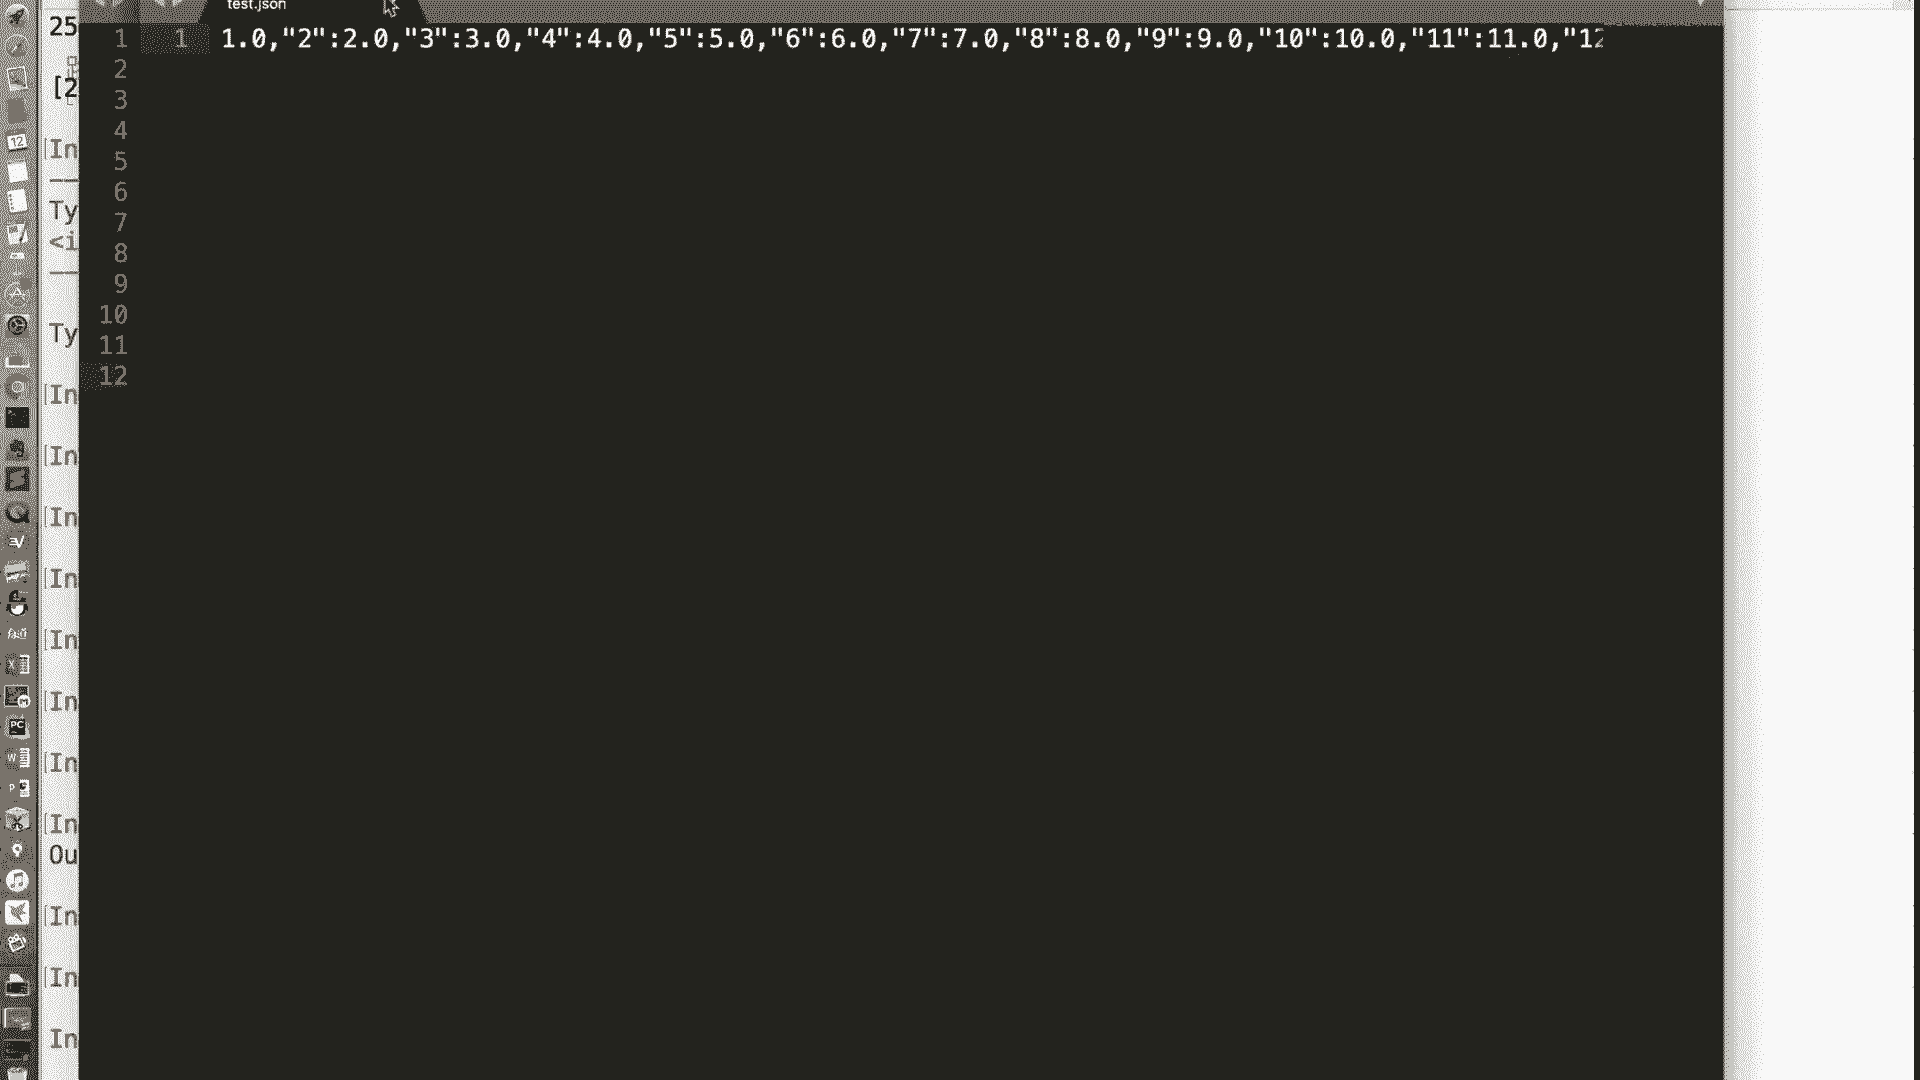 test.json
25
1 1 1.0,"2":2.0,"3":3.0,"4":4.0,"5":5.0,"6":6.0,"7":7.0,"8":8.0,"9":9.0,"10":10.0,"11":11.0,"12
2
[2
3
4
[In
5
6
Ty
7
<i
8
9
10
Ty
11
12
[In
[In
[In
[In
[In
[In
[In
[In
Ou
[In
[In
In
12
PC
W
P
X